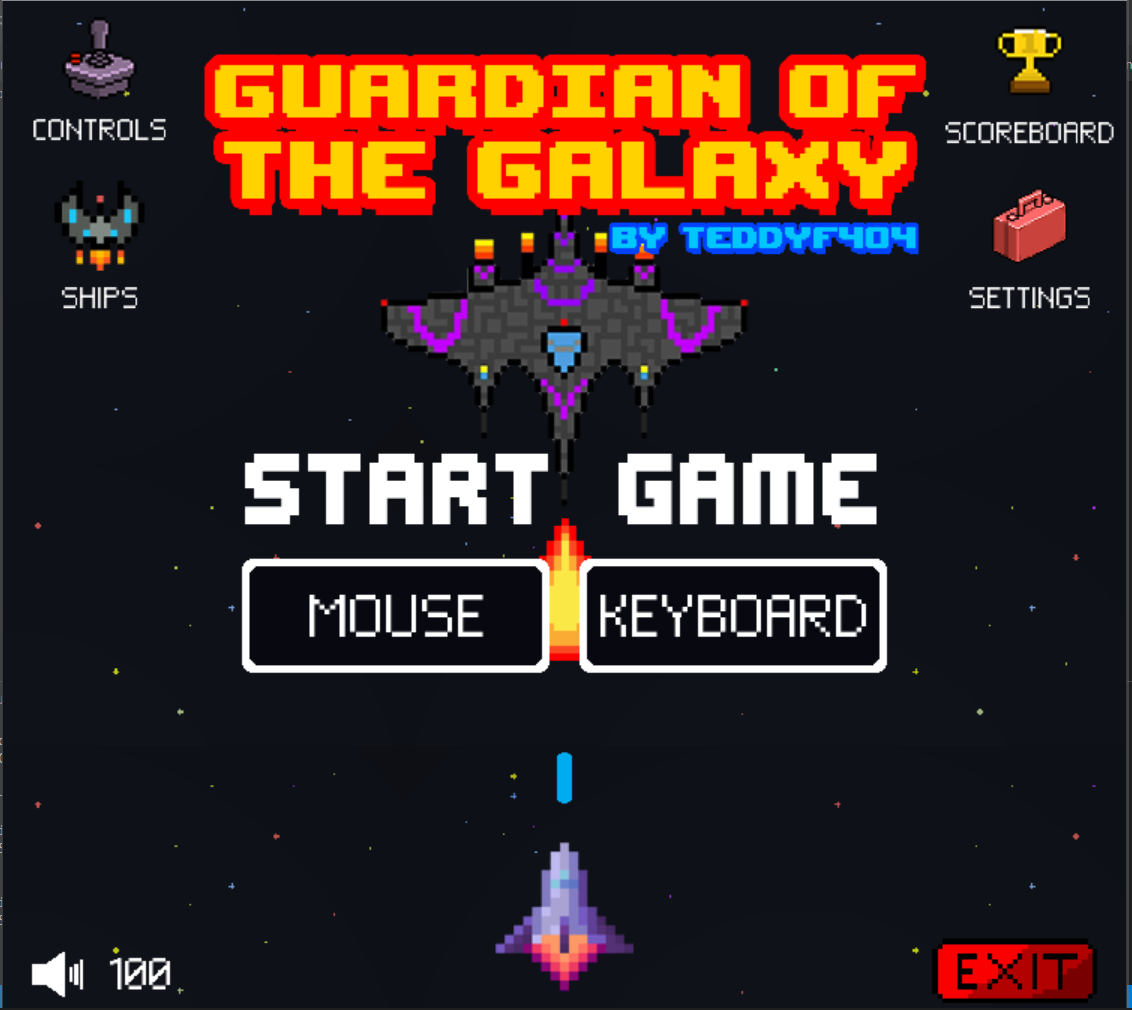 GUARDIAN OF
THE GALAXY
BY TEDDYF404
CONTROLS
SCOREBOARD
SHIPS
SETTINGS
START GAME
MOUSE
KEYBOARD
100
EXIT